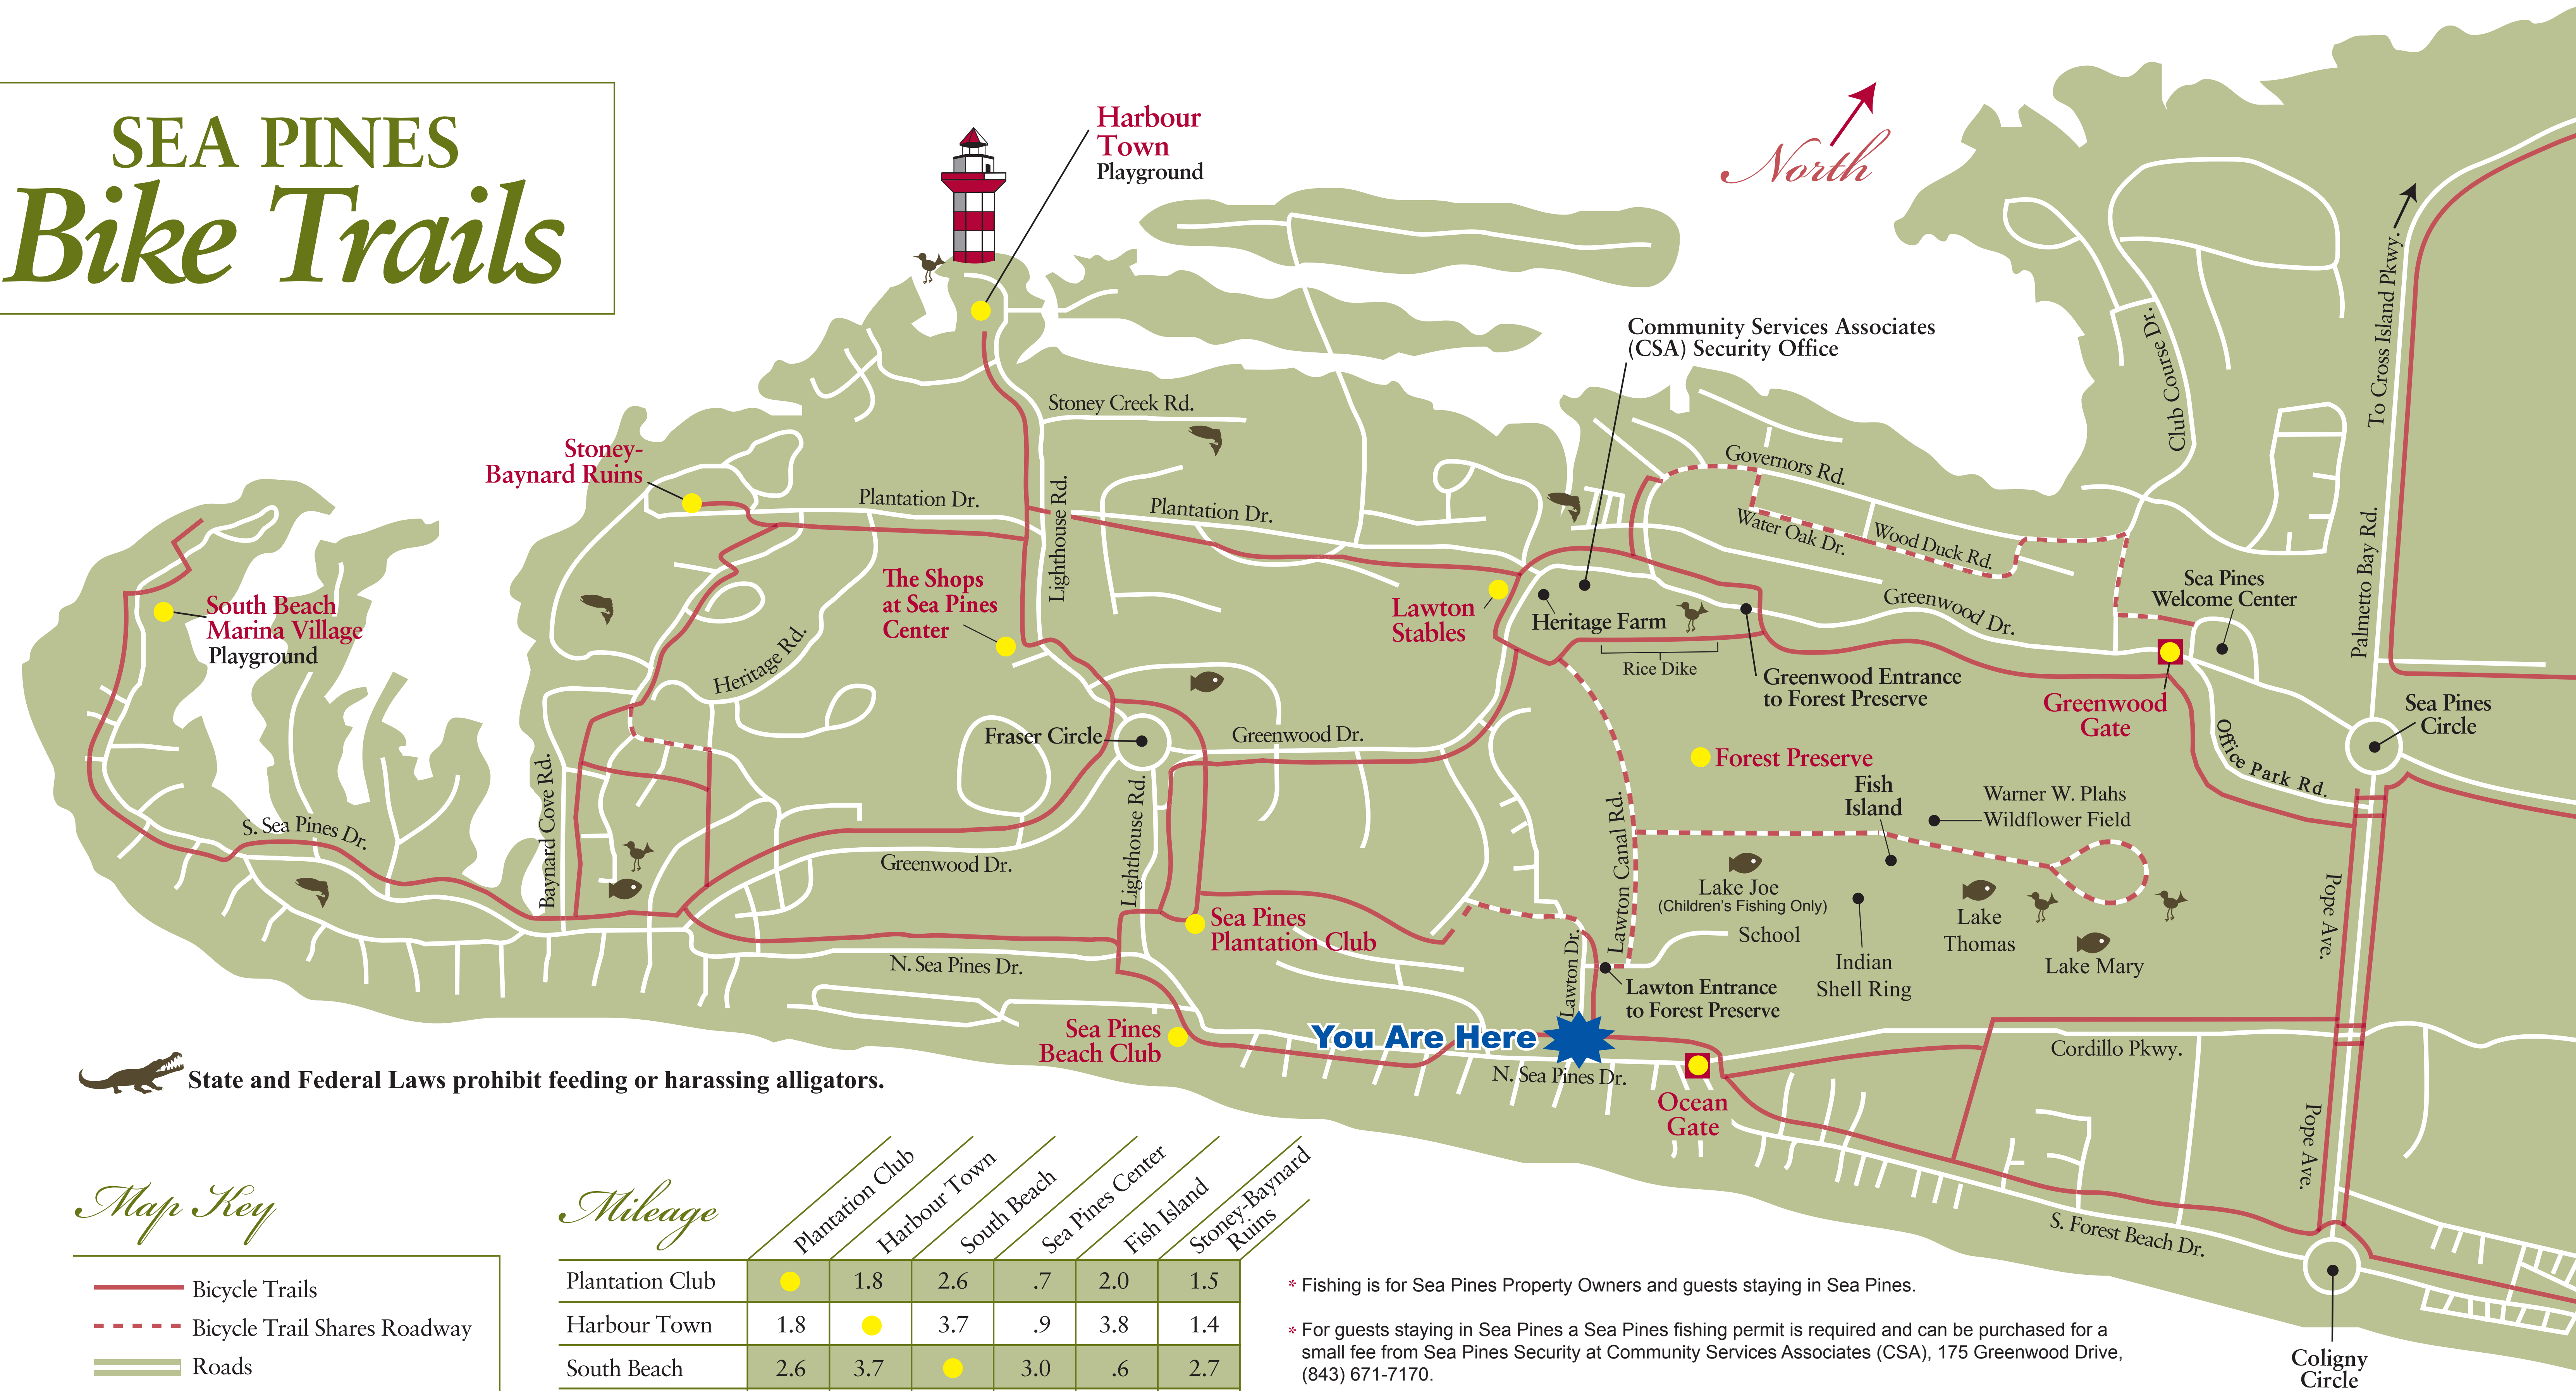 SEA PINES
Bike Trails
Harbour
Town
Playground
North
Community Services Associates
(CSA) Security Office
Club Course Dr.
To Cross Island Pkwy.
Palmetto Bay Rd.
Stoney Creek Rd.
Stoney-
Baynard Ruins
Plantation Dr.
Lighthouse Rd.
Plantation Dr.
Governors Rd.
Water Oak Dr.
Wood Duck Rd.
South Beach
Marina Village
Playground
The Shops
at Sea Pines
Center
Heritage Rd.
Lawton
Stables
Heritage Farm
Rice Dike
Greenwood Dr.
Sea Pines
Welcome Center
Greenwood Entrance
to Forest Preserve
Greenwood
Gate
Sea Pines
Circle
Office Park Rd.
Fraser Circle
Greenwood Dr.
Forest Preserve
Fish
Island
Warner W. Plahs
Wildflower Field
S. Sea Pines Dr.
Baynard Cove Rd.
Greenwood Dr.
Lighthouse Rd.
Lawton Canal Rd.
Lake Joe
(Children's Fishing Only)
School
Indian
Shell Ring
Lake
Thomas
Lake Mary
Pope Ave.
Sea Pines
Plantation Club
N. Sea Pines Dr.
Lawton Dr.
Lawton Entrance
to Forest Preserve
Sea Pines
Beach Club
You Are Here
N. Sea Pines Dr.
Ocean
Gate
Cordillo Pkwy.
Pope Ave.
S. Forest Beach Dr.
Coligny
Circle
State and Federal Laws prohibit feeding or harassing alligators.
Map Key
Bicycle Trails
Bicycle Trail Shares Roadway
Roads
Mileage
Plantation Club
Harbour Town
South Beach
Sea Pines Center
Fish Island
Stoney-Baynard
Ruins
Plantation Club 1.8 2.6 .7 2.0 1.5
Harbour Town 1.8 3.7 .9 3.8 1.4
South Beach 2.6 3.7 3.0 .6 2.7
* Fishing is for Sea Pines Property Owners and guests staying in Sea Pines.
* For guests staying in Sea Pines a Sea Pines fishing permit is required and can be purchased for a
small fee from Sea Pines Security at Community Services Associates (CSA), 175 Greenwood Drive,
(843) 671-7170.